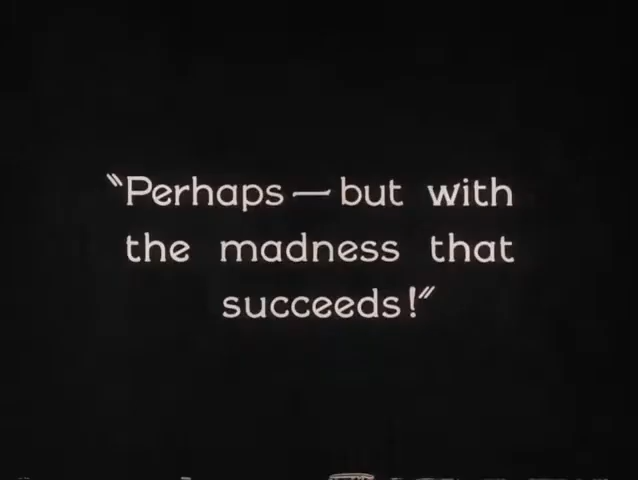 "Perhaps — but with
the madness that
succeeds!"